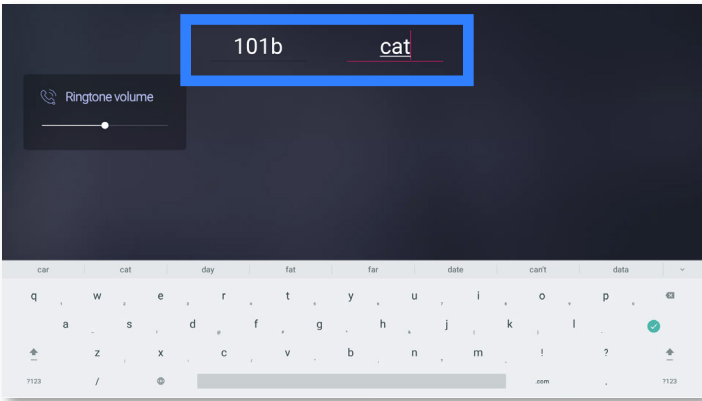 101b cat
Ringtone volume
car cat day fat far date can't data
q w e r t y u i o p
a s d f g h j k l
z x c v b n m ! ?
?123 / .com . ?123